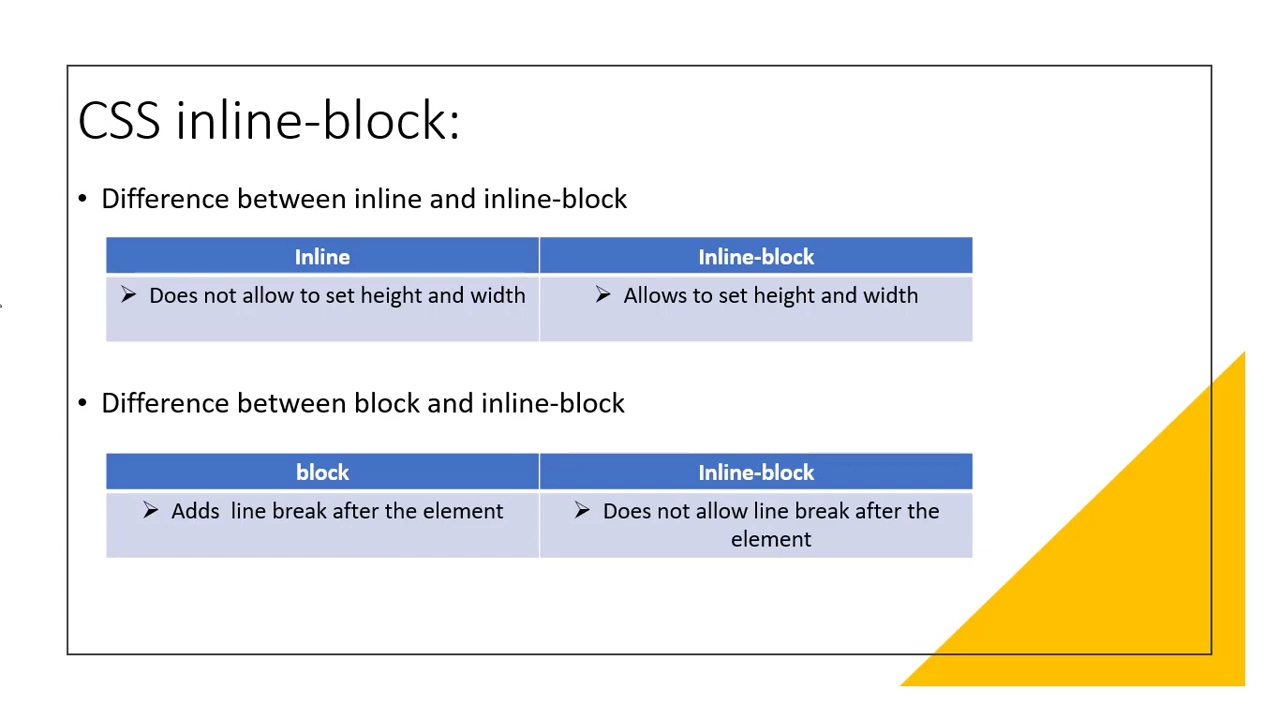 CSS inline-block:
• Difference between inline and inline-block
Inline
Inline-block
➢ Does not allow to set height and width
➢ Allows to set height and width
• Difference between block and inline-block
block
Inline-block
➢ Adds  line break after the element
➢ Does not allow line break after the
element